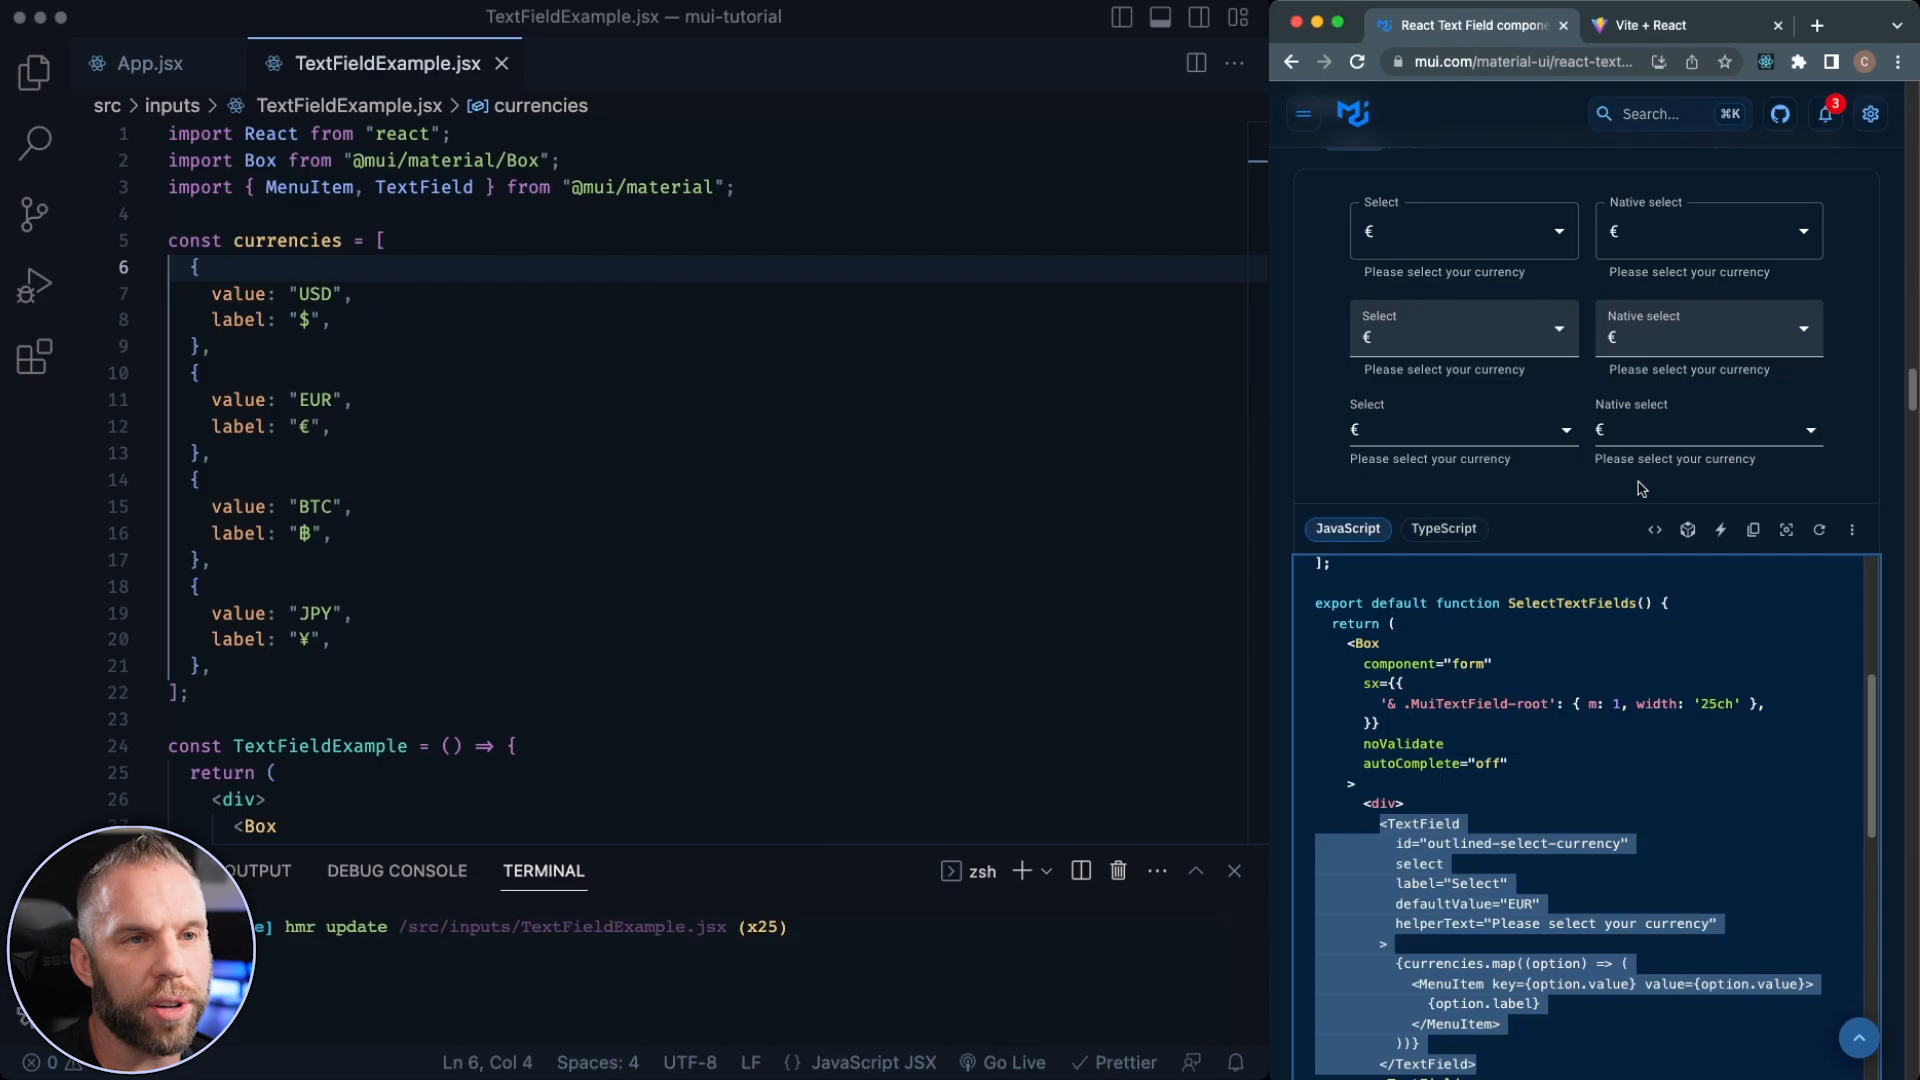 TextFieldExample.jsx — mui-tutorial
App.jsx
TextFieldExample.jsx
src > inputs > TextFieldExample.jsx > currencies
1 import React from "react";
2 import Box from "@mui/material/Box";
3 import { MenuItem, TextField } from "@mui/material";
4
5 const currencies = [
6 {
7 value: "USD",
8 label: "$",
9 },
10 {
11 value: "EUR",
12 label: "€",
13 },
14 {
15 value: "BTC",
16 label: "฿",
17 },
18 {
19 value: "JPY",
20 label: "¥",
21 },
22 ];
23
24 const TextFieldExample = () => {
25 return (
26 <div>
<Box
OUTPUT
DEBUG CONSOLE
TERMINAL
zsh
e] hmr update /src/inputs/TextFieldExample.jsx (x25)
0
Ln 6, Col 4
Spaces: 4
UTF-8
LF
{} JavaScript JSX
Go Live
Prettier
React Text Field compone
Vite + React
mui.com/material-ui/react-text...
C
Search...
⌘K
3
Select
€
Please select your currency
Native select
€
Please select your currency
Select
€
Please select your currency
Native select
€
Please select your currency
Select
€
Please select your currency
Native select
€
Please select your currency
JavaScript
TypeScript
];
export default function SelectTextFields() {
return (
<Box
component="form"
sx={{
'& .MuiTextField-root': { m: 1, width: '25ch' },
}}
noValidate
autoComplete="off"
>
<div>
<TextField
id="outlined-select-currency"
select
label="Select"
defaultValue="EUR"
helperText="Please select your currency"
>
{currencies.map((option) => (
<MenuItem key={option.value} value={option.value}>
{option.label}
</MenuItem>
))}
</TextField>